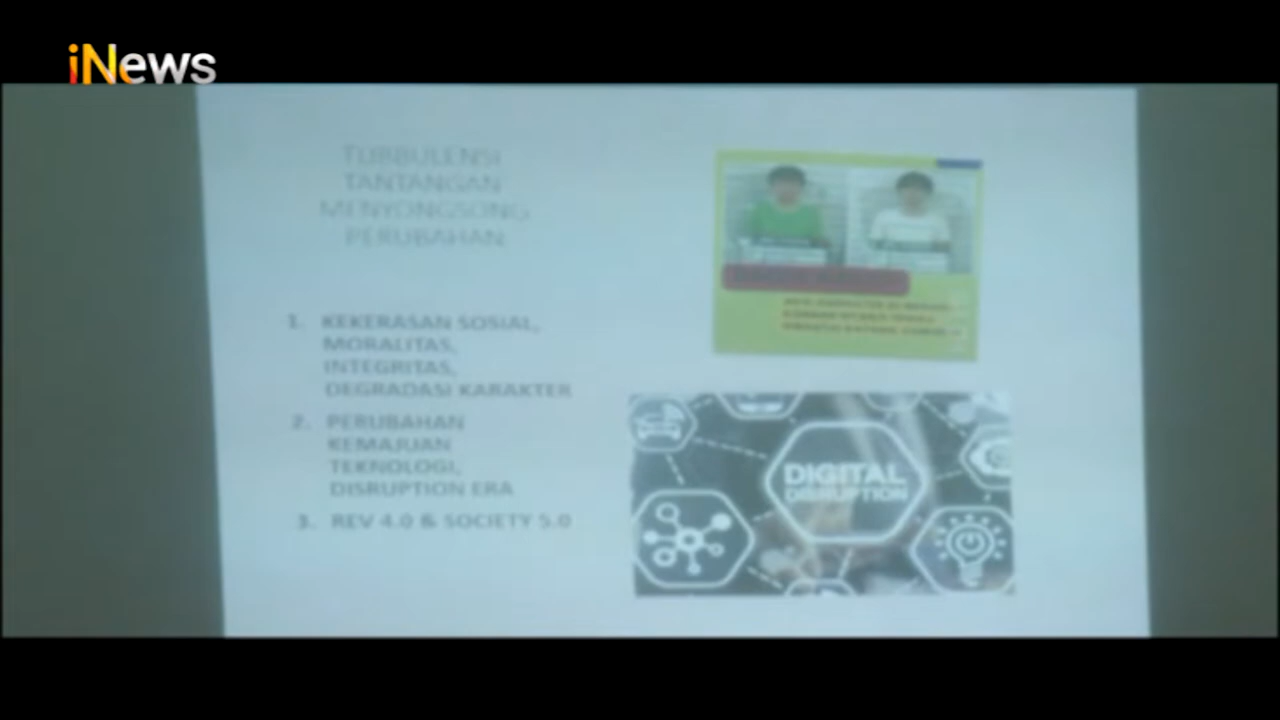 iNews
TURBULENSI
TANTANGAN
MENYONGSONG
PERUBAHAN
1. KEKERASAN SOSIAL,
MORALITAS,
INTEGRITAS,
DEGRADASI KARAKTER
2. PERUBAHAN
KEMAJUAN
TEKNOLOGI,
DISRUPTION ERA
3. REV 4.0 & SOCIETY 5.0
DIGITAL
DISRUPTION